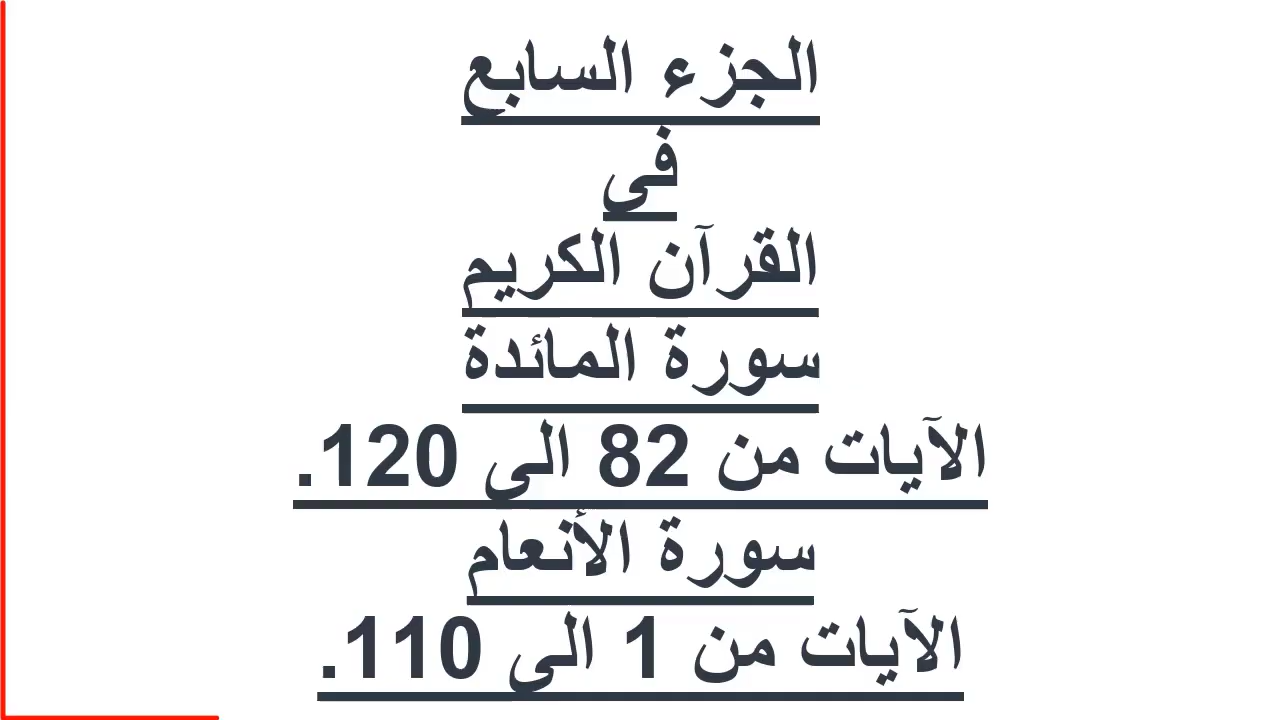 الجزء السابع
في
القرآن الكريم
سورة المائدة
الآيات من 82 الى 120.
سورة الأنعام
الآيات من 1 الى 110.